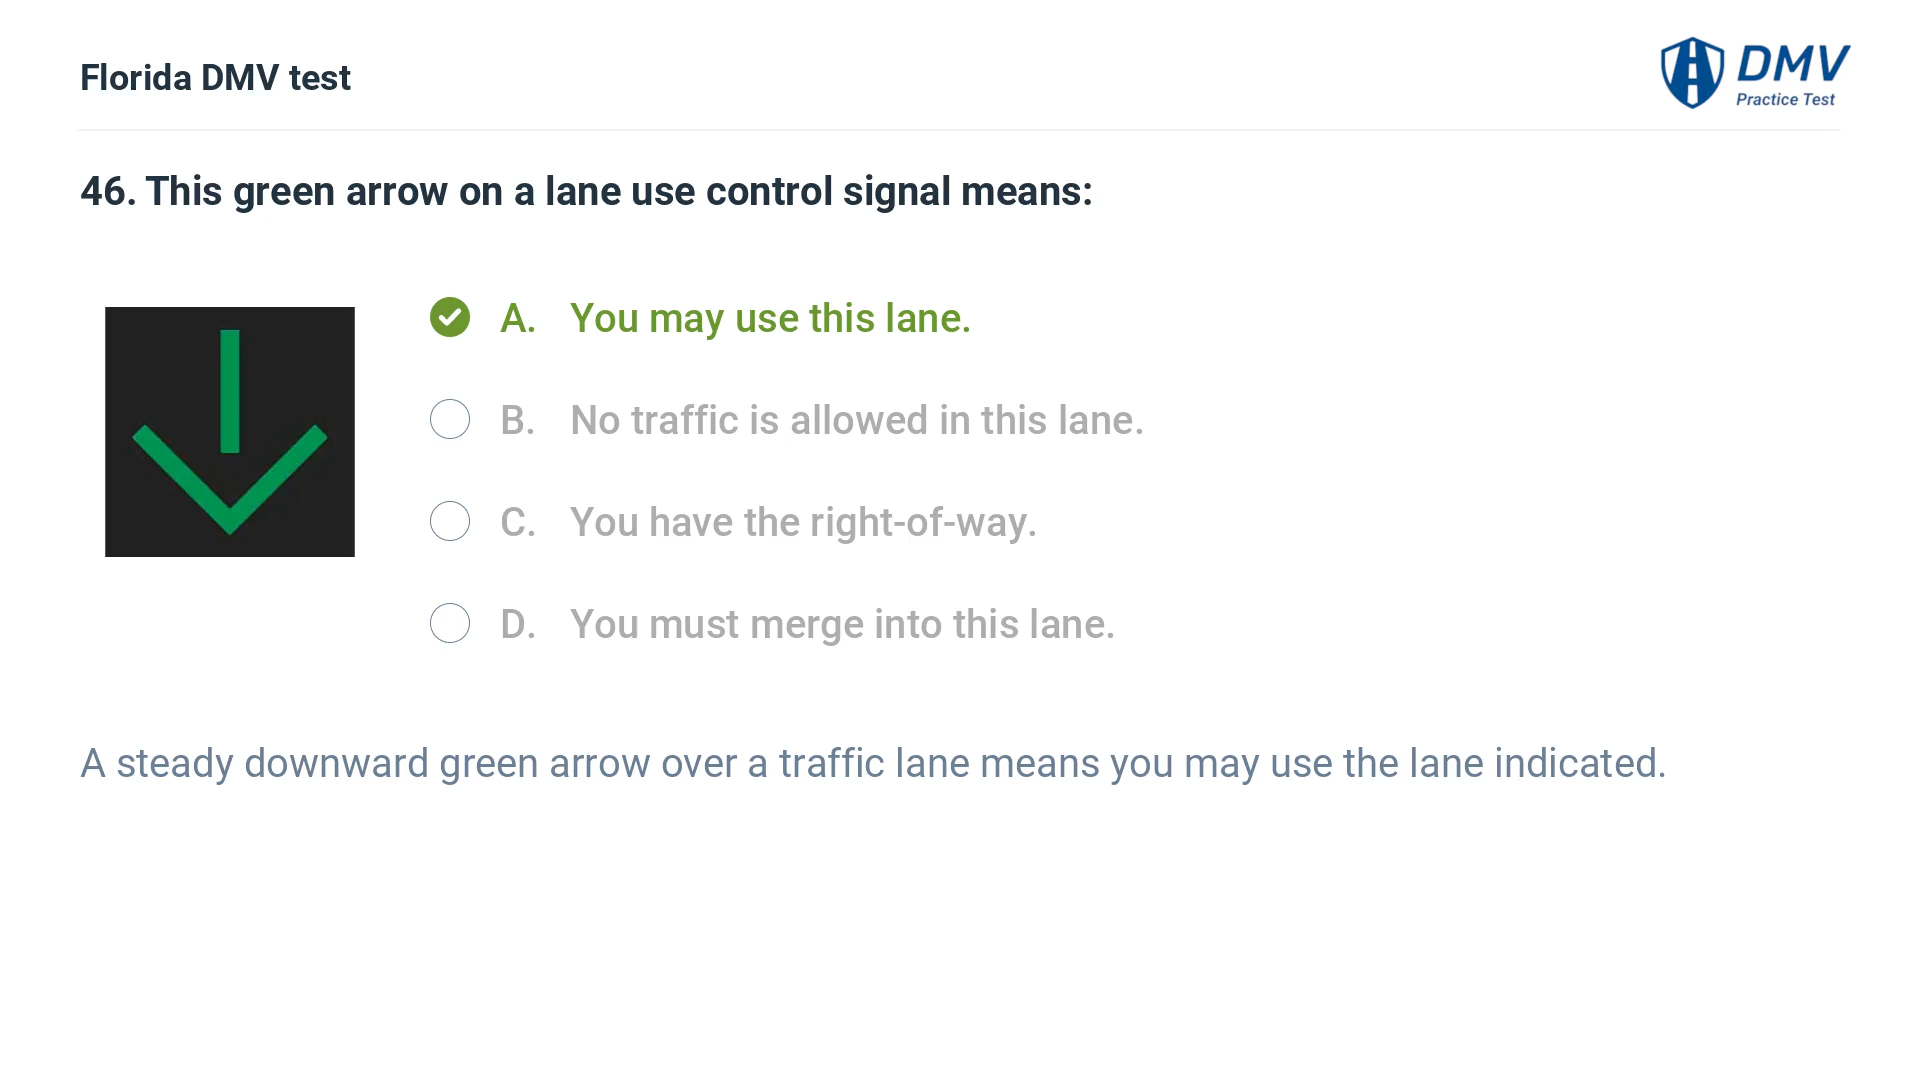 Florida DMV test
DMV
Practice Test
46. This green arrow on a lane use control signal means:
A. You may use this lane.
B. No traffic is allowed in this lane.
C. You have the right-of-way.
D. You must merge into this lane.
A steady downward green arrow over a traffic lane means you may use the lane indicated.